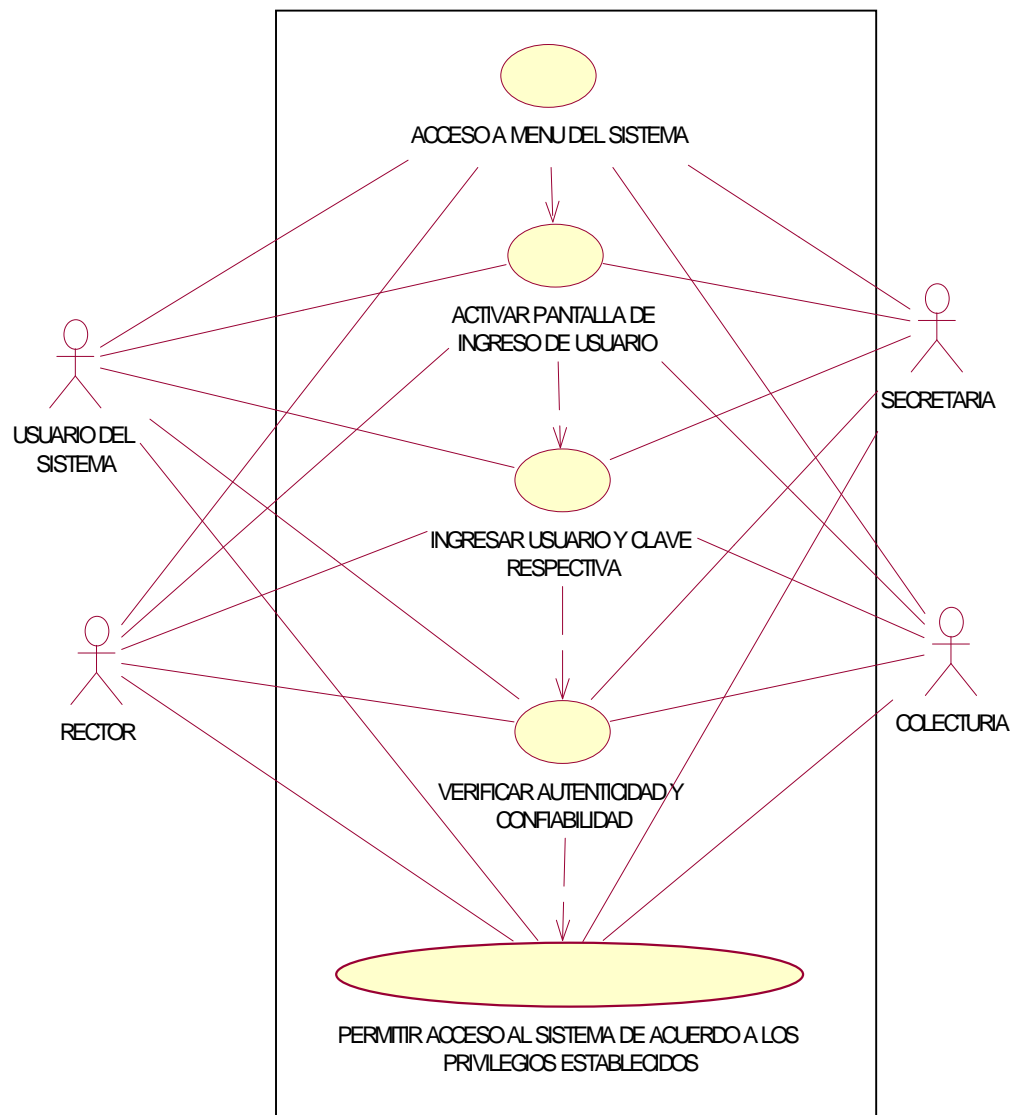 ACCESO A MENU DEL SISTEMA
ACTIVAR PANTALLA DE
INGRESO DE USUARIO
SECRETARIA
USUARIO DEL
SISTEMA
INGRESAR USUARIO Y CLAVE
RESPECTIVA
RECTOR
COLECTURIA
VERIFICAR AUTENTICIDAD Y
CONFIABILIDAD
PERMITIR ACCESO AL SISTEMA DE ACUERDO A LOS
PRIVILEGIOS ESTABLECIDOS